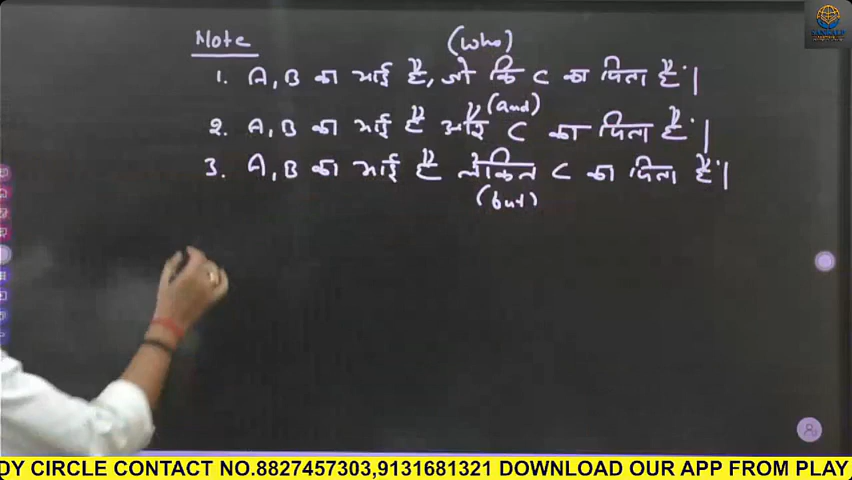 Note
(who)
1. A, B का भाई है, जो कि C का पिता है।
(and)
2. A, B का भाई है और C का पिता है।
3. A, B का भाई है लेकिन C का पिता है।
(but)
DY CIRCLE CONTACT NO.8827457303,9131681321 DOWNLOAD OUR APP FROM PLAY